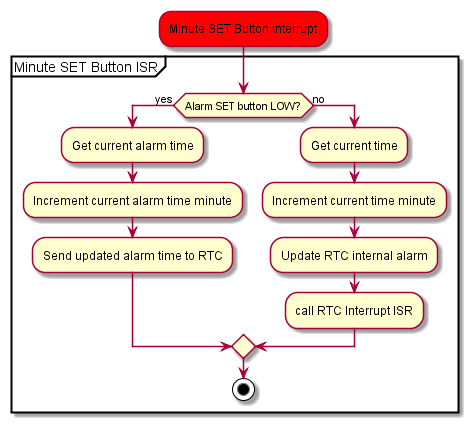 Minute SET Button Interrupt
Minute SET Button ISR
yes
Alarm SET button LOW?
no
Get current alarm time
Get current time
Increment current alarm time minute
Increment current time minute
Send updated alarm time to RTC
Update RTC internal alarm
call RTC Interrupt ISR